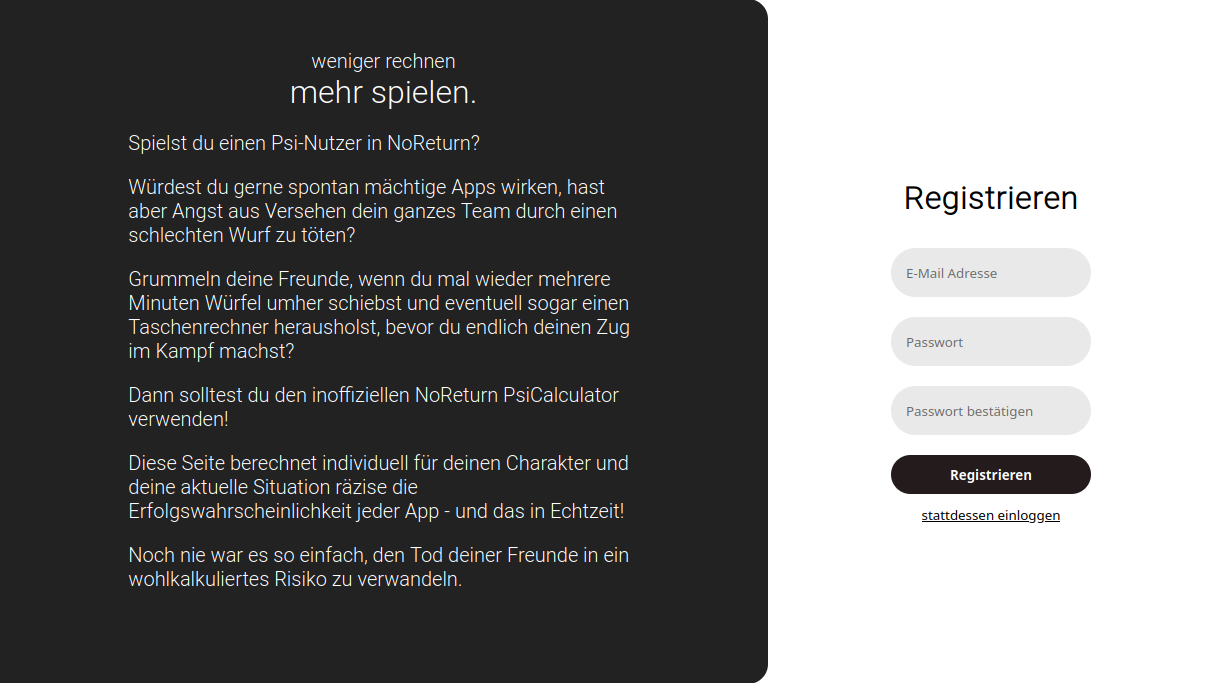 weniger rechnen
mehr spielen.
Spielst du einen Psi-Nutzer in NoReturn?
Würdest du gerne spontan mächtige Apps wirken, hast
aber Angst aus Versehen dein ganzes Team durch einen
schlechten Wurf zu töten?
Grummeln deine Freunde, wenn du mal wieder mehrere
Minuten Würfel umher schiebst und eventuell sogar einen
Taschenrechner herausholst, bevor du endlich deinen Zug
im Kampf machst?
Dann solltest du den inoffiziellen NoReturn PsiCalculator
verwenden!
Diese Seite berechnet individuell für deinen Charakter und
deine aktuelle Situation räzise die
Erfolgswahrscheinlichkeit jeder App - und das in Echtzeit!
Noch nie war es so einfach, den Tod deiner Freunde in ein
wohlkalkuliertes Risiko zu verwandeln.
Registrieren
E-Mail Adresse
Passwort
Passwort bestätigen
Registrieren
stattdessen einloggen